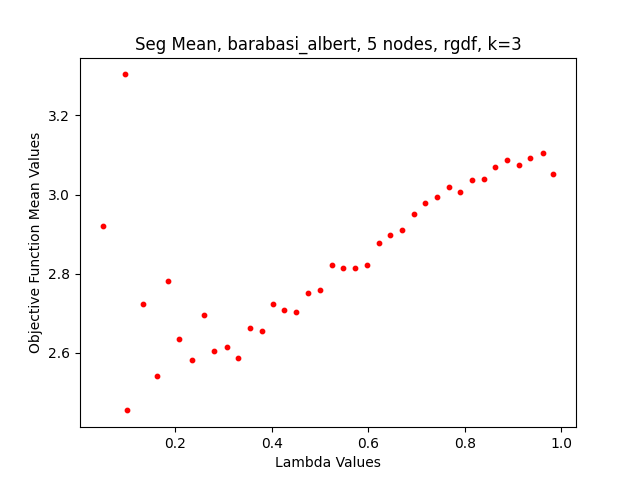 Seg Mean, barabasi_albert, 5 nodes, rgdf, k=3
Objective Function Mean Values
3.2
3.0
2.8
2.6
0.2 0.4 0.6 0.8 1.0
Lambda Values